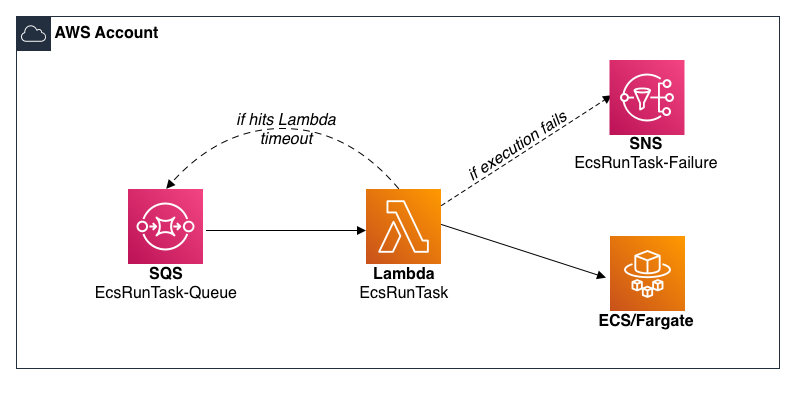 AWS Account
if hits Lambda
timeout
if execution fails
SNS
EcsRunTask-Failure
SQS
EcsRunTask-Queue
Lambda
EcsRunTask
ECS/Fargate